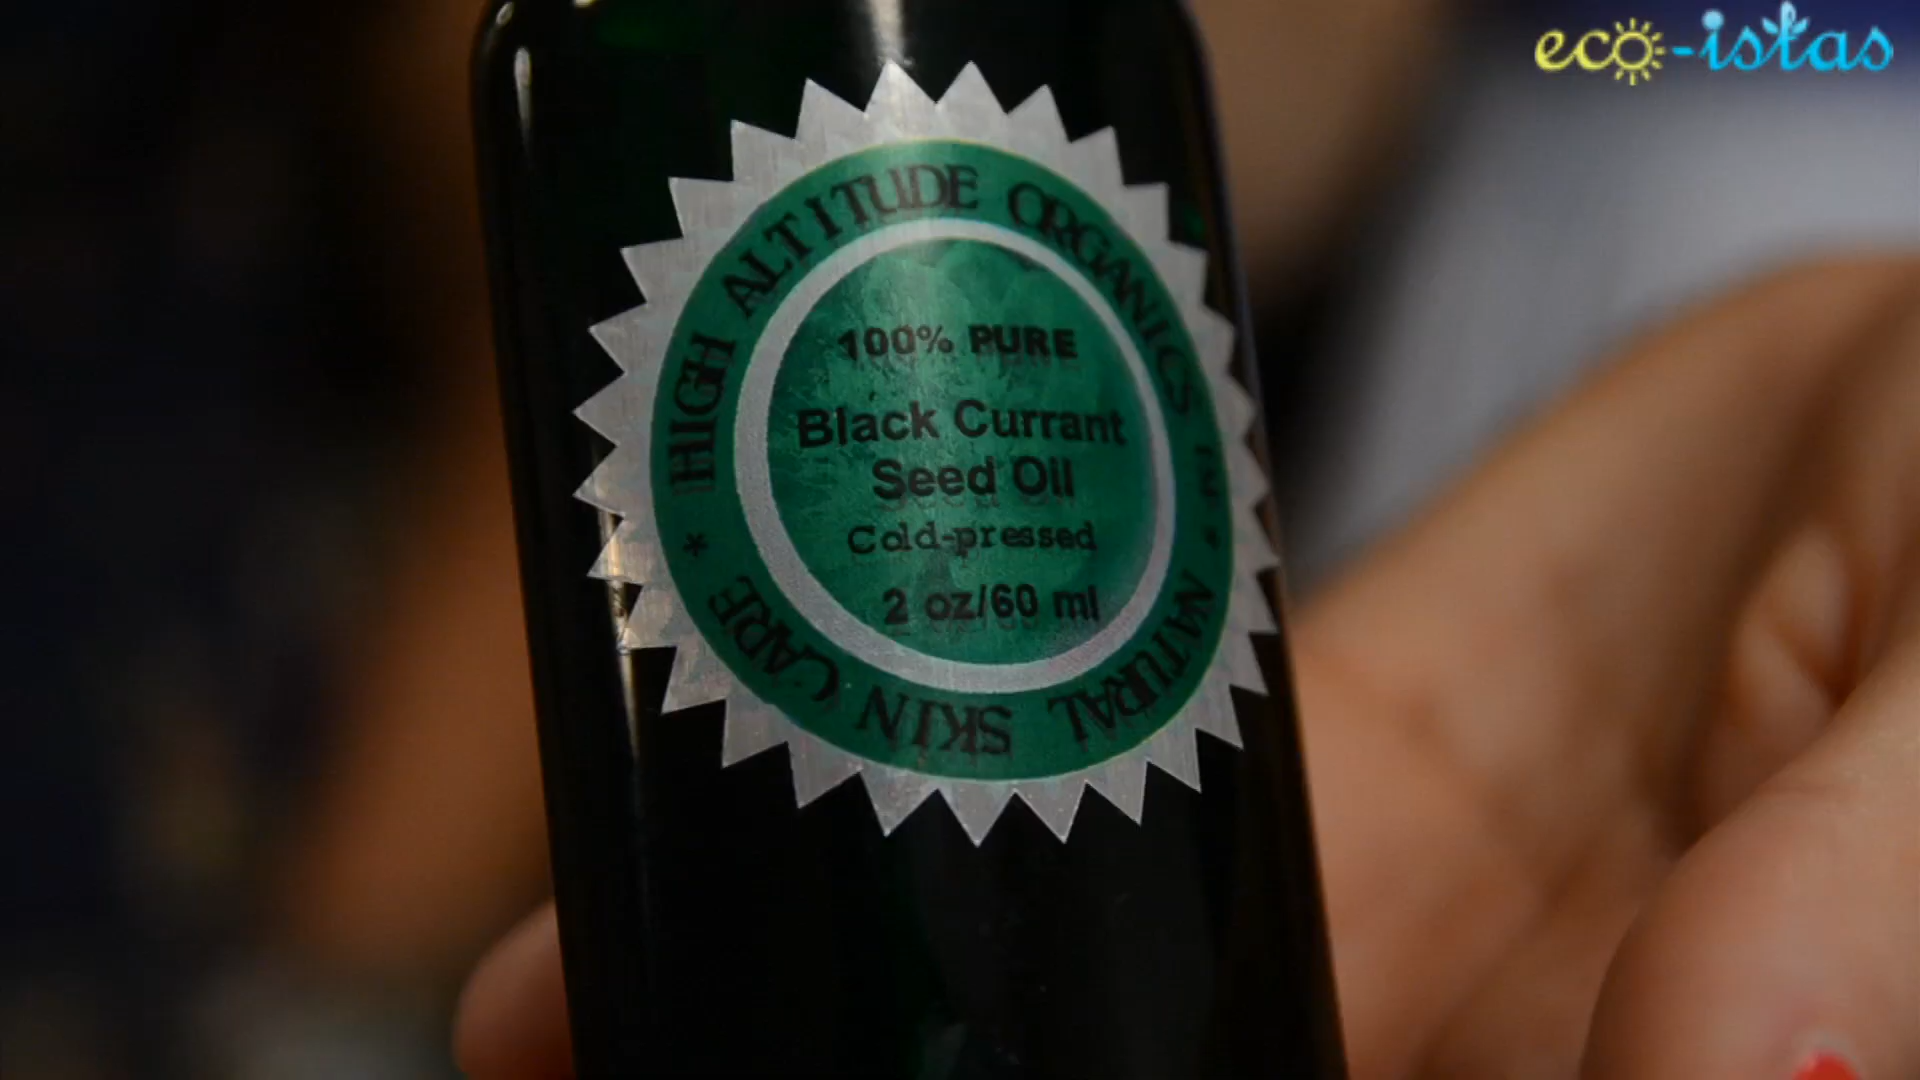 eco-istas
HIGH ALTITUDE ORGANICS
* NATURAL SKIN CARE *
100% PURE
Black Currant
Seed Oil
Cold-pressed
2 oz/60 ml